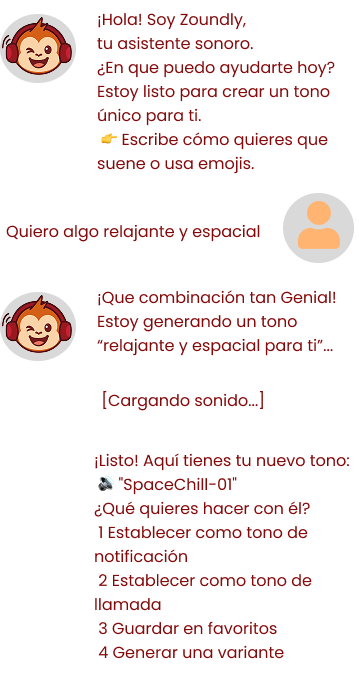 ¡Hola! Soy Zoundly,
tu asistente sonoro.
¿En que puedo ayudarte hoy?
Estoy listo para crear un tono
único para ti.
👉 Escribe cómo quieres que
suene o usa emojis.
Quiero algo relajante y espacial
¡Que combinación tan Genial!
Estoy generando un tono
“relajante y espacial para ti”...
[Cargando sonido...]
¡Listo! Aquí tienes tu nuevo tono:
🔊 "SpaceChill-01"
¿Qué quieres hacer con él?
1 Establecer como tono de
notificación
2 Establecer como tono de
llamada
3 Guardar en favoritos
4 Generar una variante